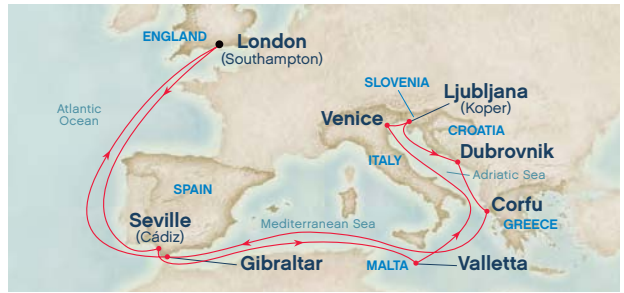 ENGLAND
London
(Southampton)
Atlantic
Ocean
SLOVENIA
Ljubljana
(Koper)
Venice
CROATIA
Dubrovnik
ITALY
Adriatic Sea
SPAIN
Seville
(Cádiz)
Mediterranean Sea
Corfu
GREECE
Gibraltar
MALTA
Valletta